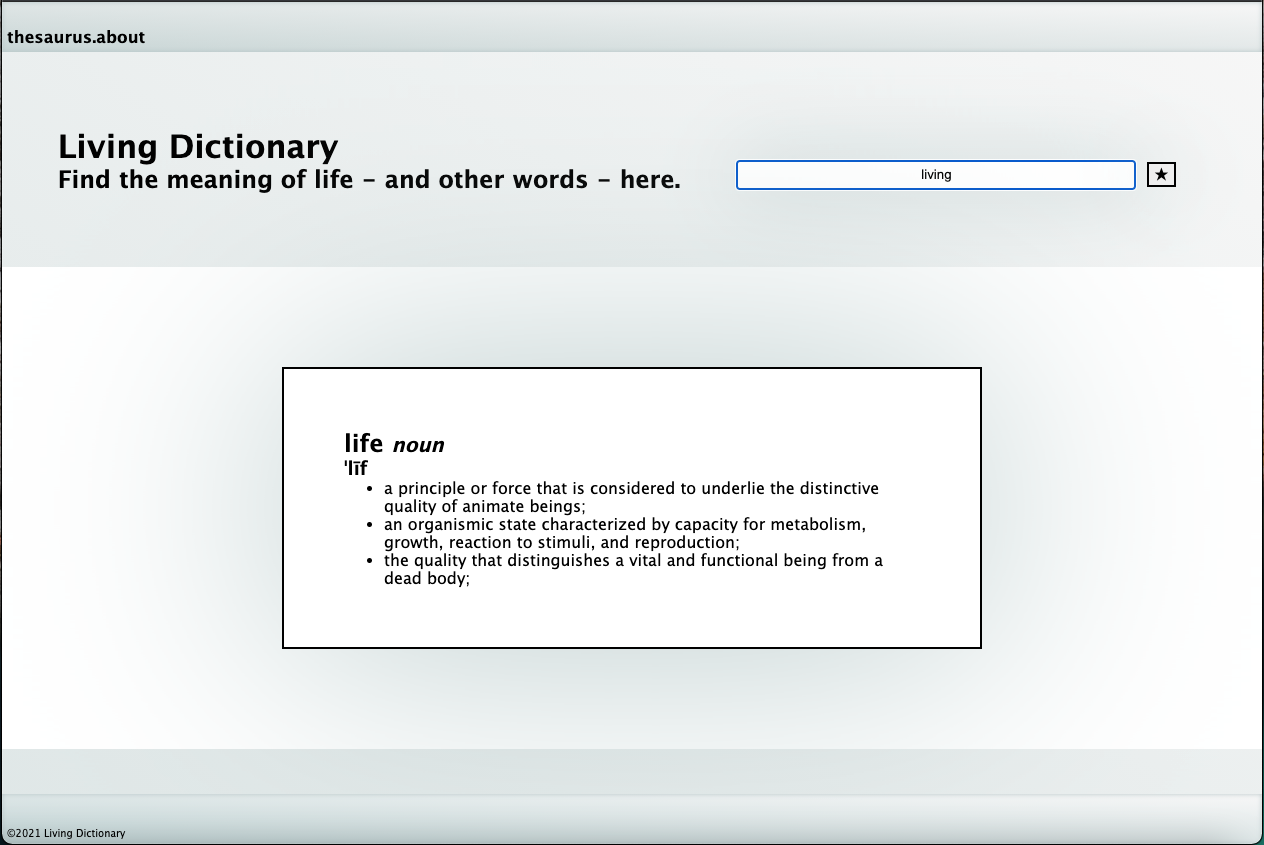 thesaurus.about
Living Dictionary
Find the meaning of life – and other words – here.
living
★
life noun
'līf
• a principle or force that is considered to underlie the distinctive
quality of animate beings;
• an organismic state characterized by capacity for metabolism,
growth, reaction to stimuli, and reproduction;
• the quality that distinguishes a vital and functional being from a
dead body;
©2021 Living Dictionary